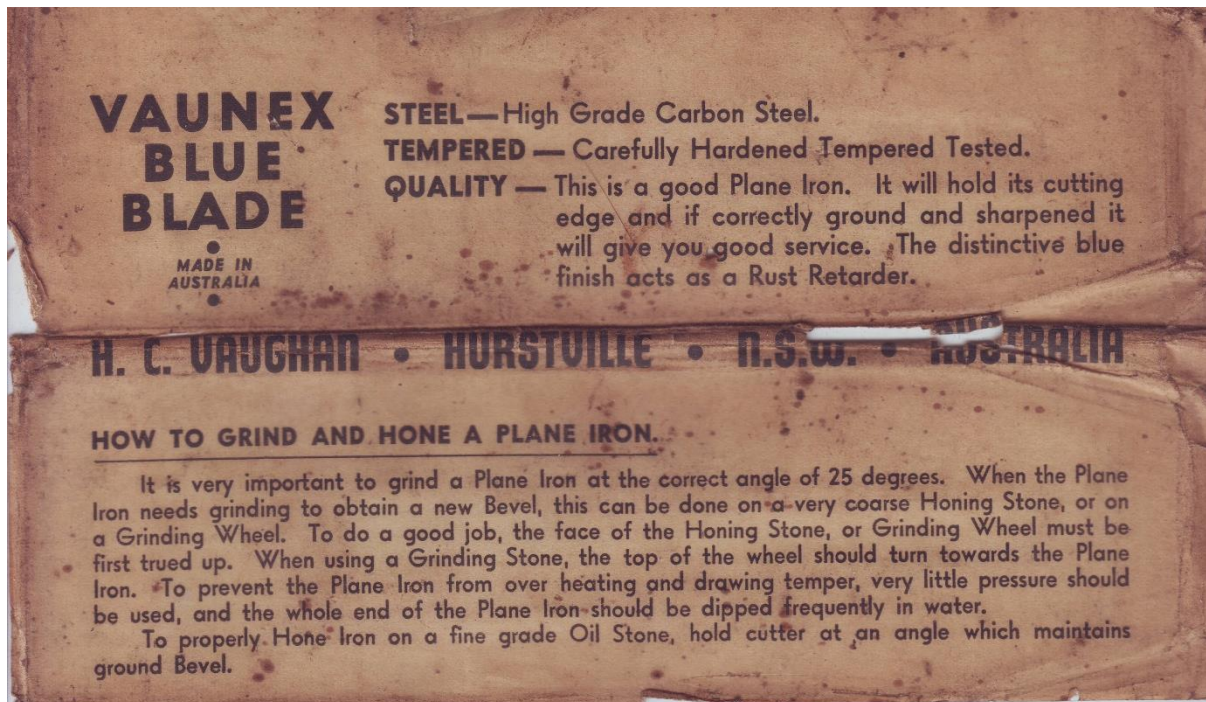 VAUNEX
BLUE
BLADE
•
MADE IN
AUSTRALIA
•
STEEL—High Grade Carbon Steel.
TEMPERED — Carefully Hardened Tempered Tested.
QUALITY — This is a good Plane Iron. It will hold its cutting
edge and if correctly ground and sharpened it
will give you good service. The distinctive blue
finish acts as a Rust Retarder.
H. C. VAUGHAN • HURSTVILLE • N.S.W. • AUSTRALIA
HOW TO GRIND AND HONE A PLANE IRON.
It is very important to grind a Plane Iron at the correct angle of 25 degrees. When the Plane
Iron needs grinding to obtain a new Bevel, this can be done on a very coarse Honing Stone, or on
a Grinding Wheel. To do a good job, the face of the Honing Stone, or Grinding Wheel must be
first trued up. When using a Grinding Stone, the top of the wheel should turn towards the Plane
Iron. To prevent the Plane Iron from over heating and drawing temper, very little pressure should
be used, and the whole end of the Plane Iron should be dipped frequently in water.
To properly Hone Iron on a fine grade Oil Stone, hold cutter at an angle which maintains
ground Bevel.